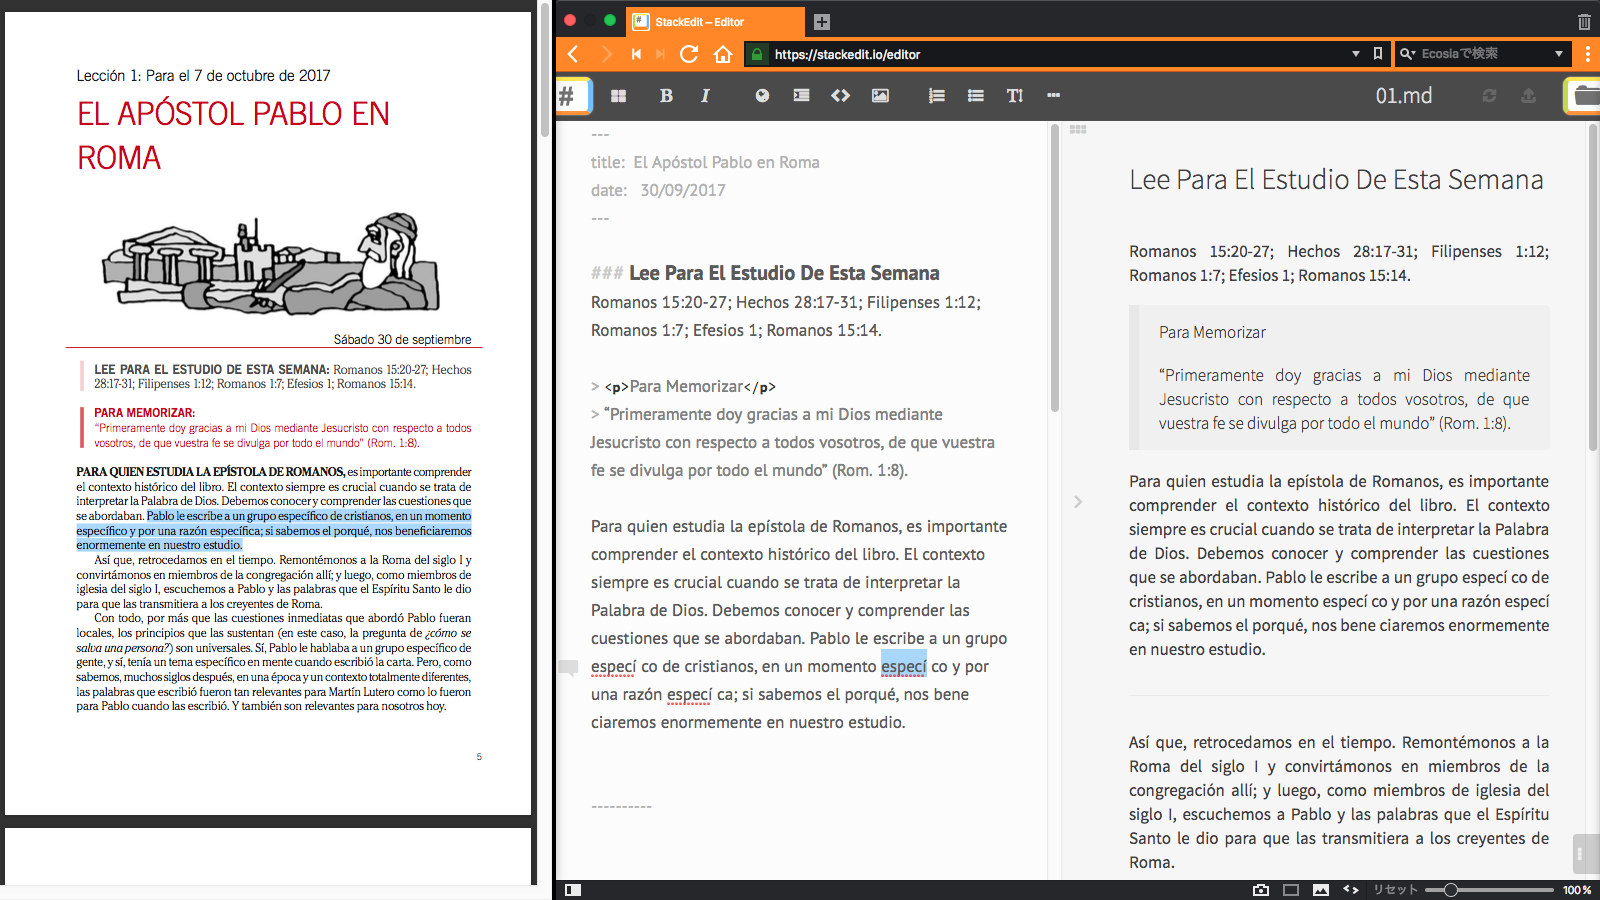 Lección 1: Para el 7 de octubre de 2017
EL APÓSTOL PABLO EN
ROMA
Sábado 30 de septiembre
LEE PARA EL ESTUDIO DE ESTA SEMANA: Romanos 15:20-27; Hechos
28:17-31; Filipenses 1:12; Romanos 1:7; Efesios 1; Romanos 15:14.
PARA MEMORIZAR:
“Primeramente doy gracias a mi Dios mediante Jesucristo con respecto a todos
vosotros, de que vuestra fe se divulga por todo el mundo” (Rom. 1:8).
PARA QUIEN ESTUDIA LA EPÍSTOLA DE ROMANOS, es importante comprender
el contexto histórico del libro. El contexto siempre es crucial cuando se trata de
interpretar la Palabra de Dios. Debemos conocer y comprender las cuestiones que
se abordaban. Pablo le escribe a un grupo específico de cristianos, en un momento
específico y por una razón específica; si sabemos el porqué, nos beneficiaremos
enormemente en nuestro estudio.
Así que, retrocedamos en el tiempo. Remontémonos a la Roma del siglo I y
convirtámonos en miembros de la congregación allí; y luego, como miembros de
iglesia del siglo I, escuchemos a Pablo y las palabras que el Espíritu Santo le dio
para que las transmitiera a los creyentes de Roma.
Con todo, por más que las cuestiones inmediatas que abordó Pablo fueran
locales, los principios que las sustentan (en este caso, la pregunta de ¿cómo se
salva una persona?) son universales. Sí, Pablo le hablaba a un grupo específico de
gente, y sí, tenía un tema específico en mente cuando escribió la carta. Pero, como
sabemos, muchos siglos después, en una época y un contexto totalmente diferentes,
las palabras que escribió fueron tan relevantes para Martín Lutero como lo fueron
para Pablo cuando las escribió. Y también son relevantes para nosotros hoy.
5
StackEdit – Editor
https://stackedit.io/editor
Ecosiaで検索
01.md
---
title: El Apóstol Pablo en Roma
date: 30/09/2017
---
### Lee Para El Estudio De Esta Semana
Romanos 15:20-27; Hechos 28:17-31; Filipenses 1:12;
Romanos 1:7; Efesios 1; Romanos 15:14.
> <p>Para Memorizar</p>
> “Primeramente doy gracias a mi Dios mediante
Jesucristo con respecto a todos vosotros, de que vuestra
fe se divulga por todo el mundo” (Rom. 1:8).
Para quien estudia la epístola de Romanos, es importante
comprender el contexto histórico del libro. El contexto
siempre es crucial cuando se trata de interpretar la
Palabra de Dios. Debemos conocer y comprender las
cuestiones que se abordaban. Pablo le escribe a un grupo
especí co de cristianos, en un momento especí co y por
una razón especí ca; si sabemos el porqué, nos bene
ciaremos enormemente en nuestro estudio.
----------
Lee Para El Estudio De Esta Semana
Romanos 15:20-27; Hechos 28:17-31; Filipenses 1:12;
Romanos 1:7; Efesios 1; Romanos 15:14.
Para Memorizar
“Primeramente doy gracias a mi Dios mediante
Jesucristo con respecto a todos vosotros, de que
vuestra fe se divulga por todo el mundo” (Rom. 1:8).
Para quien estudia la epístola de Romanos, es importante
comprender el contexto histórico del libro. El contexto
siempre es crucial cuando se trata de interpretar la Palabra
de Dios. Debemos conocer y comprender las cuestiones
que se abordaban. Pablo le escribe a un grupo especí co de
cristianos, en un momento especí co y por una razón especí
ca; si sabemos el porqué, nos bene ciaremos enormemente
en nuestro estudio.
Así que, retrocedamos en el tiempo. Remontémonos a la
Roma del siglo I y convirtámonos en miembros de la
congregación allí; y luego, como miembros de iglesia del
siglo I, escuchemos a Pablo y las palabras que el Espíritu
Santo le dio para que las transmitiera a los creyentes de
Roma.
リセット
100 %